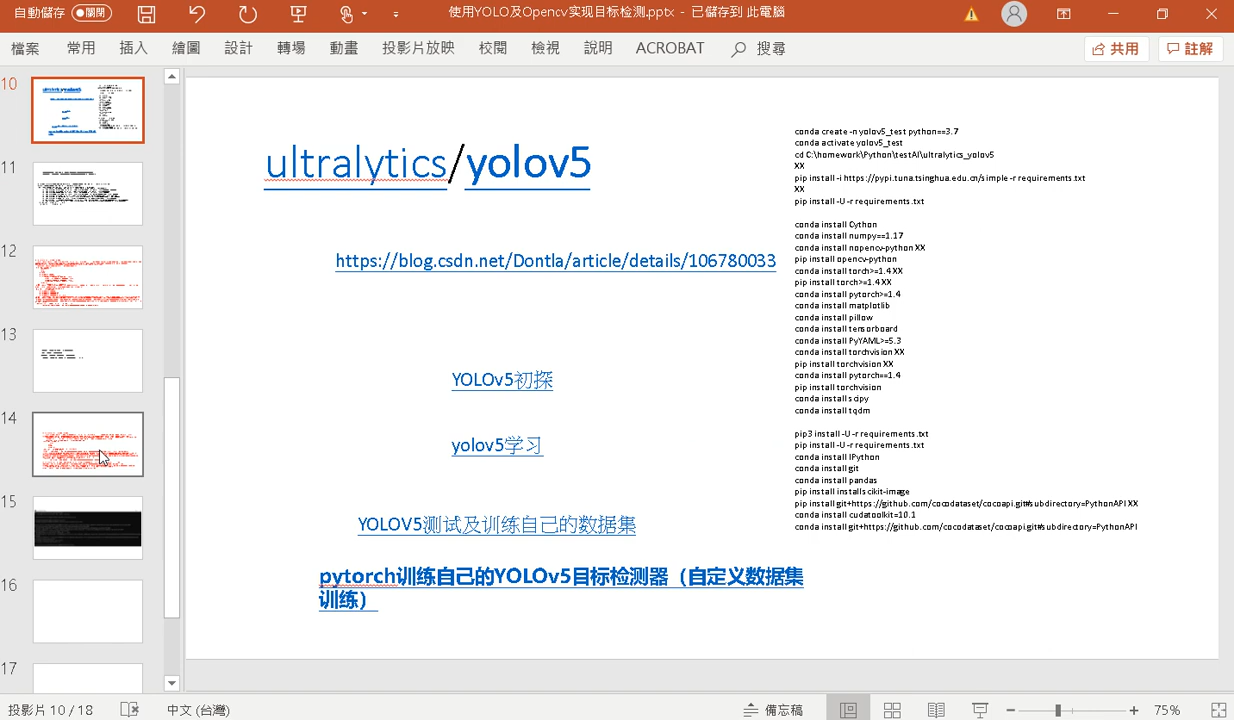 自動儲存 關閉 使用YOLO及Opencv实现目标检测.pptx - 已儲存到 此電腦
檔案 常用 插入 繪圖 設計 轉場 動畫 投影片放映 校閱 檢視 說明 ACROBAT 搜尋 共用 註解
10
11
12
13
14
15
16
17
ultralytics/yolov5
https://blog.csdn.net/Dontla/article/details/106780033
YOLOv5初探
yolov5学习
YOLOV5测试及训练自己的数据集
pytorch训练自己的YOLOv5目标检测器（自定义数据集
训练）
conda create -n yolov5_test python==3.7
conda activate yolov5_test
cd C:\homework\Python\testAI\ultralytics_yolov5
XX
pip install -i https://pypi.tuna.tsinghua.edu.cn/simple -r requirements.txt
XX
pip install -U -r requirements.txt
conda install Cython
conda install numpy==1.17
conda install nopencv-python XX
pip install opencv-python
conda install torch>=1.4 XX
pip install torch>=1.4 XX
conda install pytorch>=1.4
conda install matplotlib
conda install pillow
conda install tensorboard
conda install PyYAML>=5.3
conda install torchvision XX
pip install torchvision XX
conda install pytorch==1.4
pip install torchvision
conda install scipy
conda install tqdm
pip3 install -U -r requirements.txt
pip install -U -r requirements.txt
conda install IPython
conda install git
conda install pandas
pip install installs cikit-image
pip install git+https://github.com/cocodataset/cocoapi.git#subdirectory=PythonAPI XX
conda install cudatoolkit=10.1
conda install git+https://github.com/cocodataset/cocoapi.git#subdirectory=PythonAPI
投影片 10 / 18 中文 (台灣) 備忘稿 75%